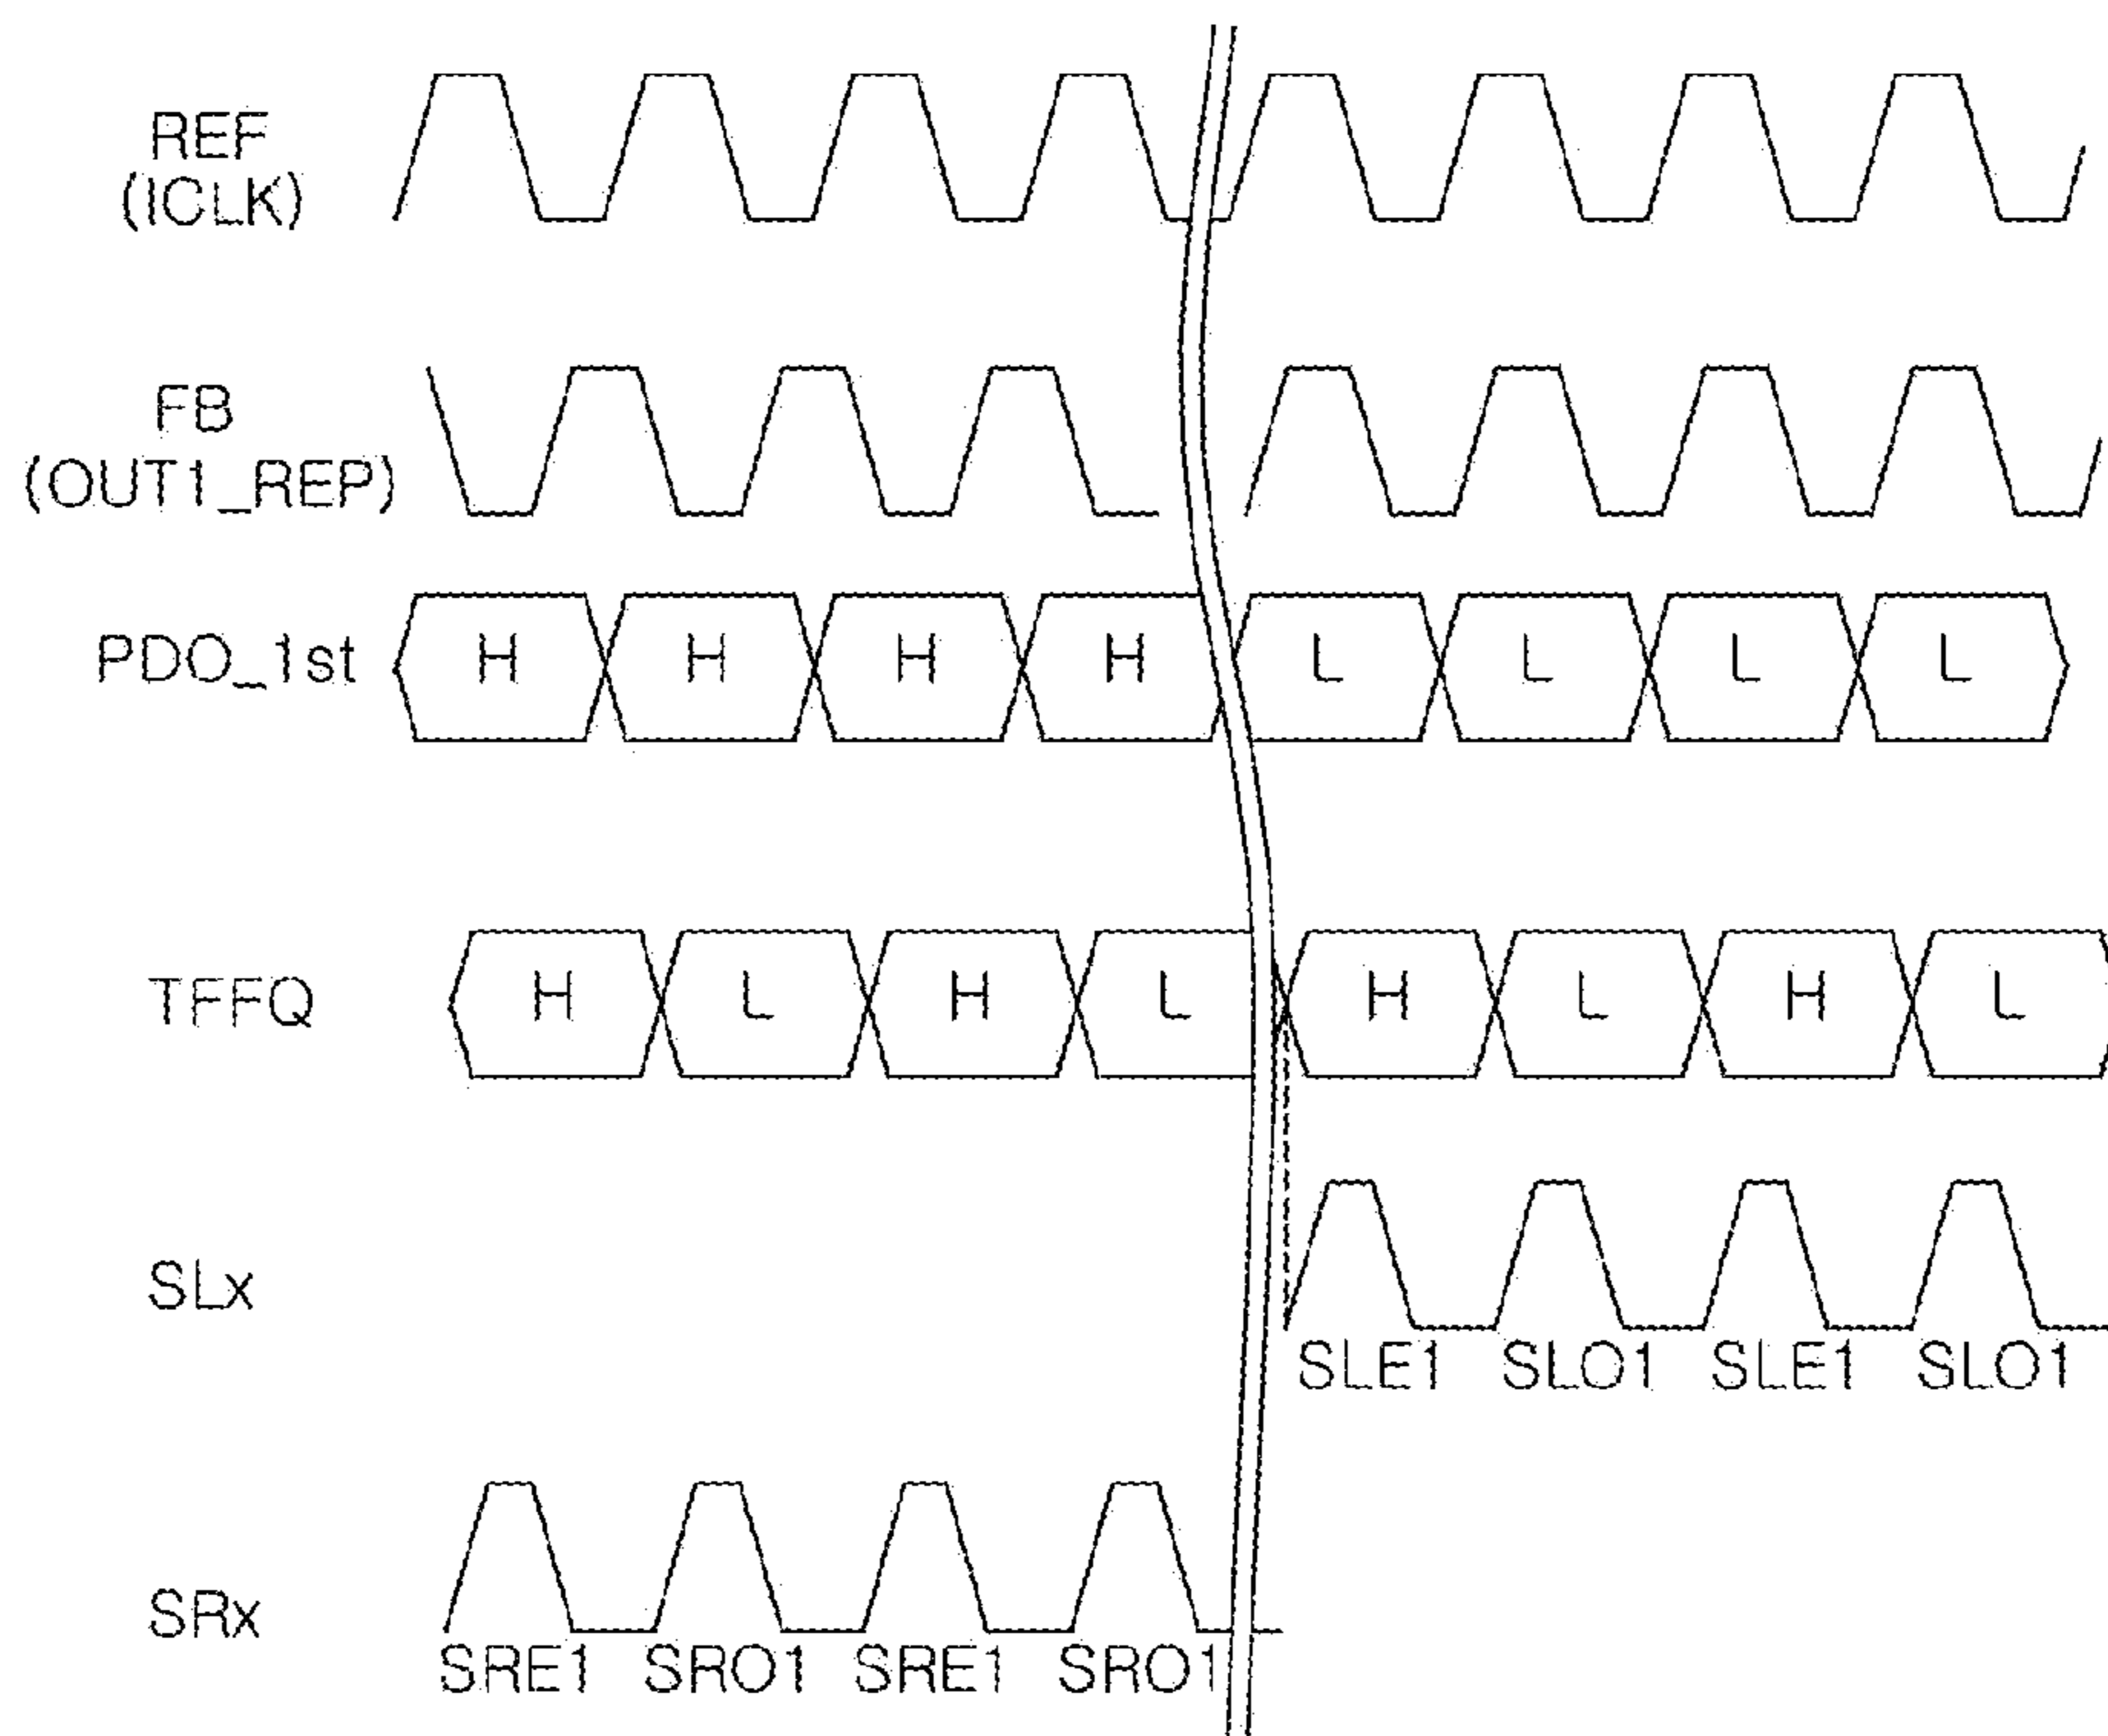 REF
(ICLK)
FB
(OUT1_REP)
PDO_1st H H H H L L L L
TFFQ H L H L H L H L
SLx
SLE1 SLO1 SLE1 SLO1
SRx
SRE1 SRO1 SRE1 SRO1